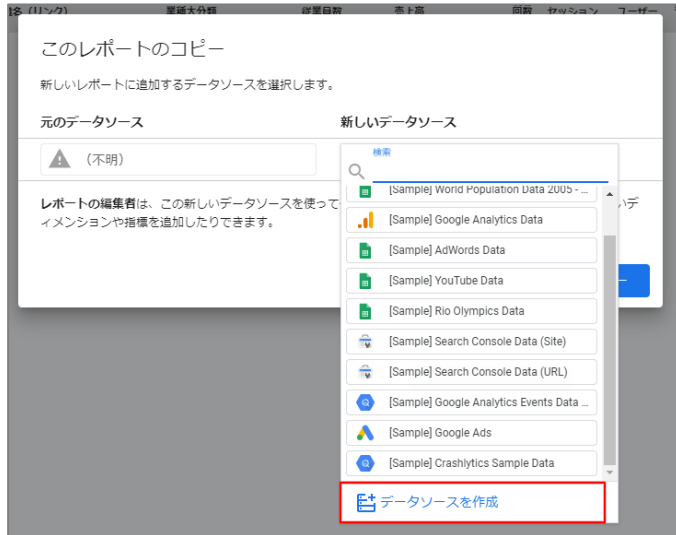 (リンク) 業種大分類 従業員数 売上高 回数 セッション ユーザー
このレポートのコピー
新しいレポートに追加するデータソースを選択します。
元のデータソース 新しいデータソース
(不明)
検索
[Sample] World Population Data 2005 - ...
[Sample] Google Analytics Data
[Sample] AdWords Data
[Sample] YouTube Data
[Sample] Rio Olympics Data
[Sample] Search Console Data (Site)
[Sample] Search Console Data (URL)
[Sample] Google Analytics Events Data ...
[Sample] Google Ads
[Sample] Crashlytics Sample Data
データソースを作成
レポートの編集者は、この新しいデータソースを使って いデ
ィメンションや指標を追加したりできます。
ー